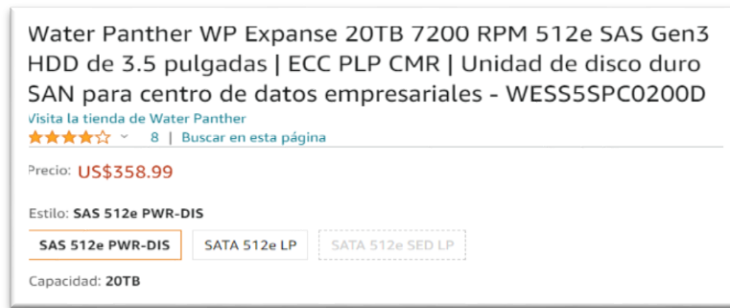 Water Panther WP Expanse 20TB 7200 RPM 512e SAS Gen3
HDD de 3.5 pulgadas | ECC PLP CMR | Unidad de disco duro
SAN para centro de datos empresariales - WESS5SPC0200D
Visita la tienda de Water Panther
8 | Buscar en esta página
Precio: US$358.99
Estilo: SAS 512e PWR-DIS
SAS 512e PWR-DIS SATA 512e LP SATA 512e SED LP
Capacidad: 20TB